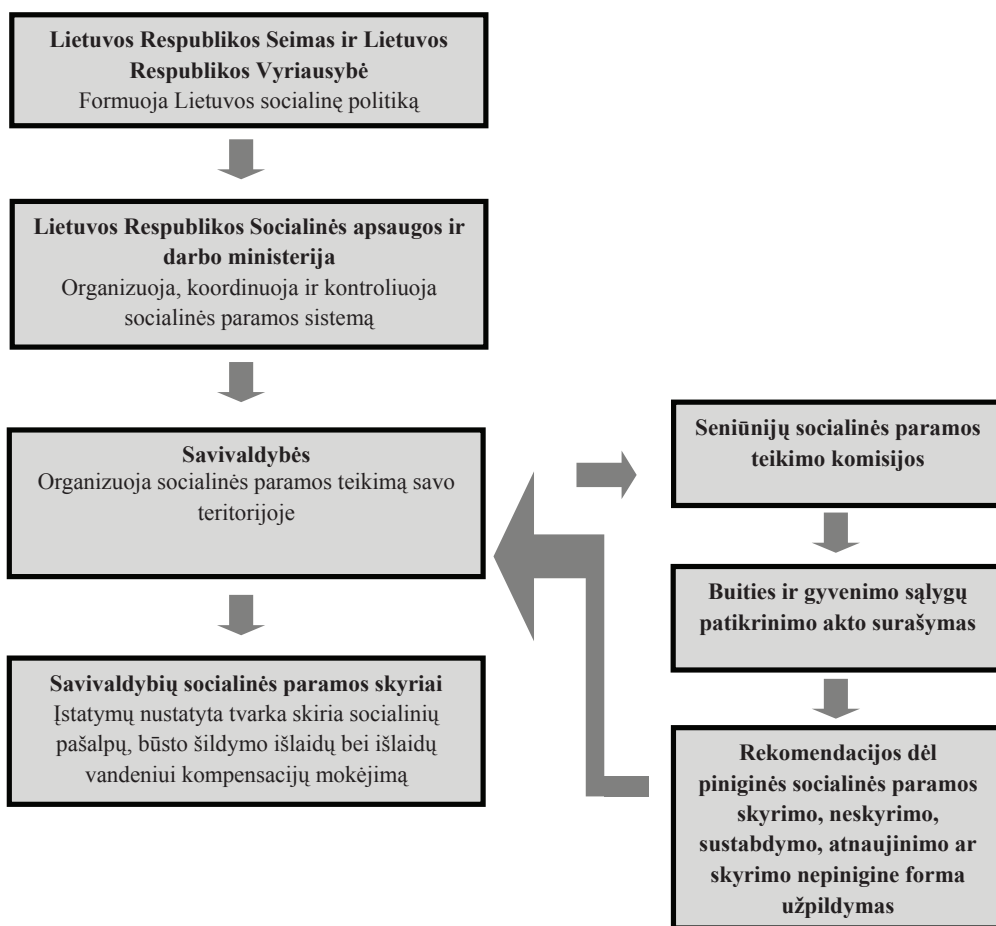 Lietuvos Respublikos Seimas ir Lietuvos
Respublikos Vyriausybė
Formuoja Lietuvos socialinę politiką
Lietuvos Respublikos Socialinės apsaugos ir
darbo ministerija
Organizuoja, koordinuoja ir kontroliuoja
socialinės paramos sistemą
Savivaldybės
Organizuoja socialinės paramos teikimą savo
teritorijoje
Savivaldybių socialinės paramos skyriai
Įstatymų nustatyta tvarka skiria socialinių
pašalpų, būsto šildymo išlaidų bei išlaidų
vandeniui kompensacijų mokėjimą
Seniūnijų socialinės paramos
teikimo komisijos
Buities ir gyvenimo sąlygų
patikrinimo akto surašymas
Rekomendacijos dėl
piniginės socialinės paramos
skyrimo, neskyrimo,
sustabdymo, atnaujinimo ar
skyrimo nepinigine forma
užpildymas